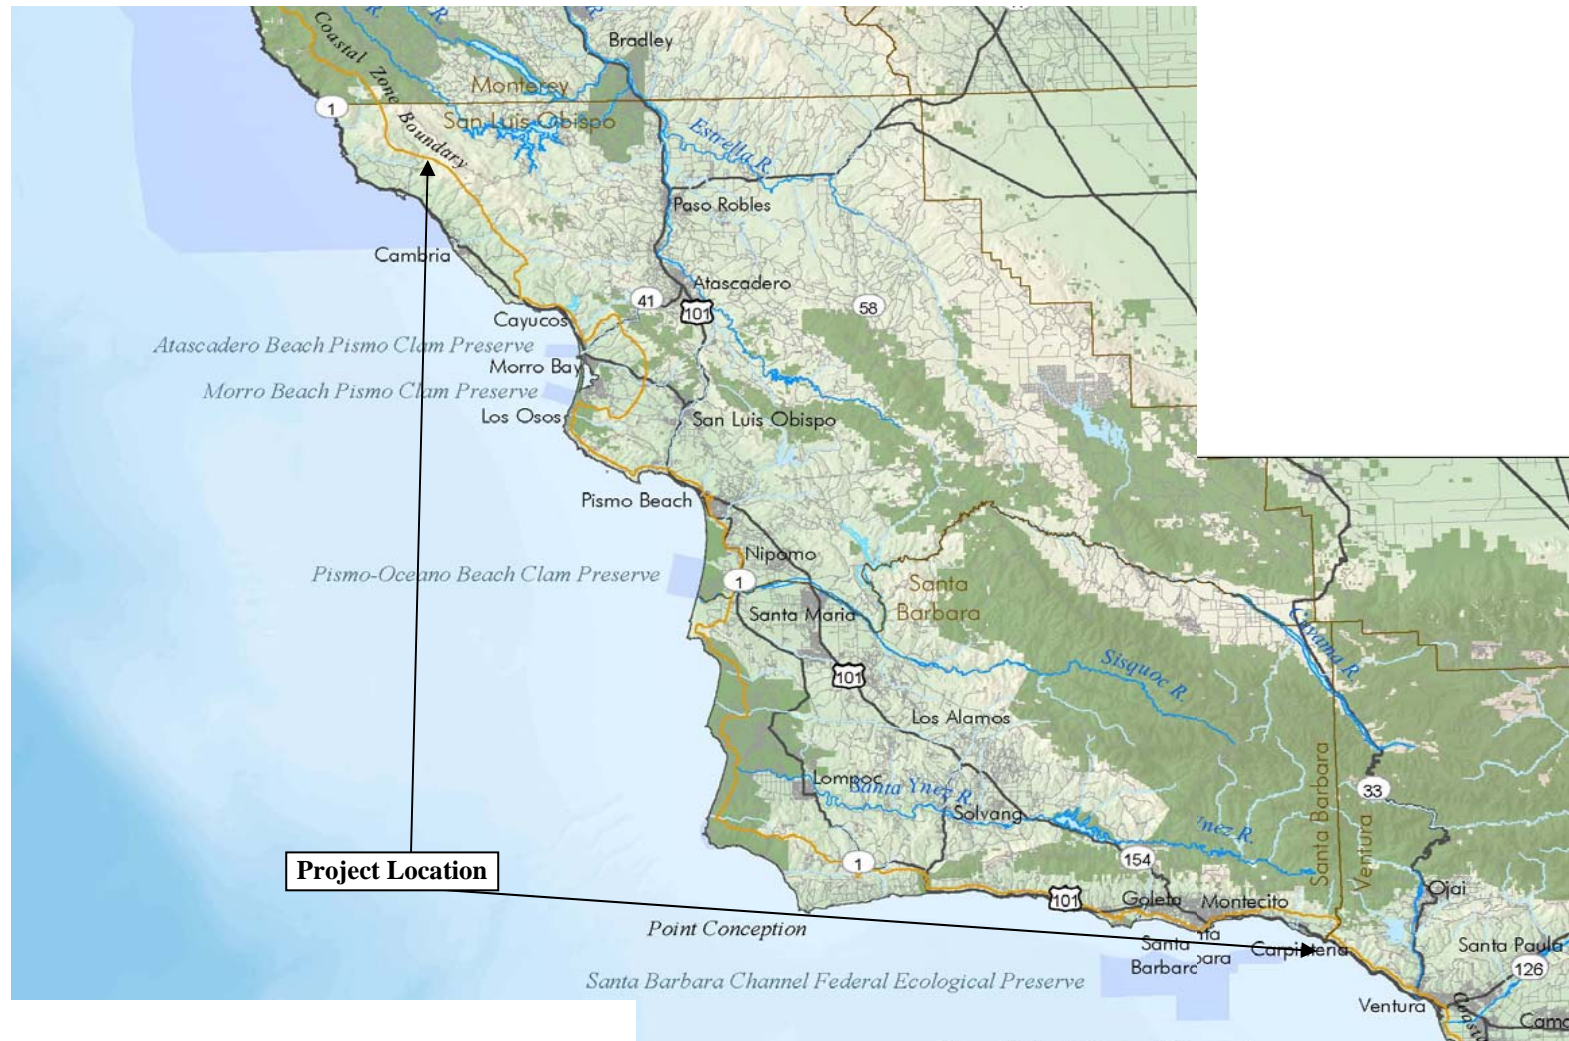 R.
R.
R.
Bradley
Coastal Zone Boundary
Monterey
1
San Luis Obispo
Estrella R.
Paso Robles
Cambria
Atascadero
41
101
58
Cayucos
Atascadero Beach Pismo Clam Preserve
Morro Bay
Morro Beach Pismo Clam Preserve
Los Osos
San Luis Obispo
Pismo Beach
Nipomo
Pismo-Oceano Beach Clam Preserve
1
Santa
Barbara
Santa Maria
Cuyama R.
Sisquoc R.
101
Los Alamos
Santa Barbara
Ventura
Lompoc
Santa Ynez R.
33
Solvang
nez R.
154
1
Project Location
Ojai
101
Goleta
Montecito
Point Conception
Santa
Barbara
Carpinteria
Santa Paula
126
Santa Barbara Channel Federal Ecological Preserve
Ventura
Coasta
Cama